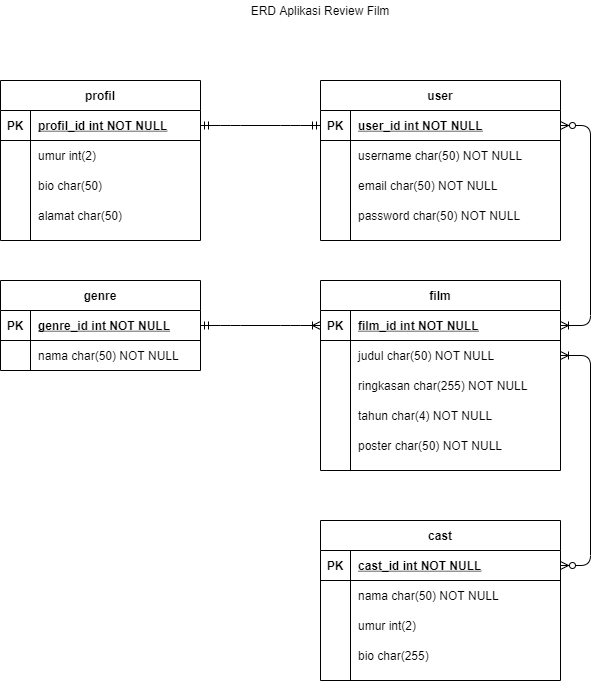 ERD Aplikasi Review Film
profil
PK profil_id int NOT NULL
umur int(2)
bio char(50)
alamat char(50)
user
PK user_id int NOT NULL
username char(50) NOT NULL
email char(50) NOT NULL
password char(50) NOT NULL
genre
PK genre_id int NOT NULL
nama char(50) NOT NULL
film
PK film_id int NOT NULL
judul char(50) NOT NULL
ringkasan char(255) NOT NULL
tahun char(4) NOT NULL
poster char(50) NOT NULL
cast
PK cast_id int NOT NULL
nama char(50) NOT NULL
umur int(2)
bio char(255)